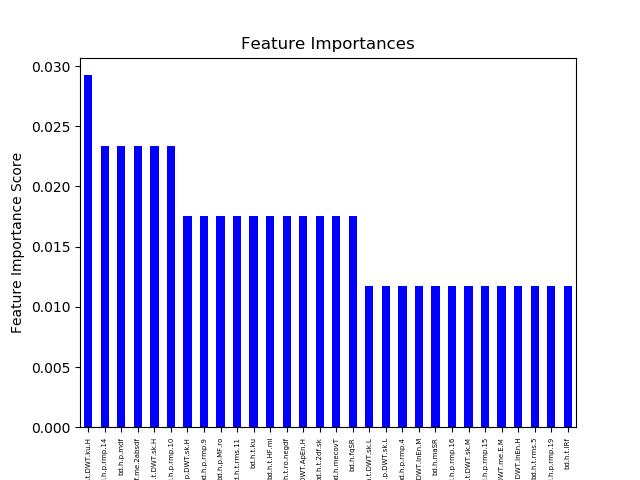 Feature Importances
0.030
0.025
0.020
0.015
0.010
0.005
0.000
Feature Importance Score
.t.DWT.ku.H
.h.p.rmp.14
bd.h.p.mdf
f.me.2absdf
.t.DWT.sk.H
.h.p.rmp.10
p.DWT.sk.H
d.h.p.rmp.9
bd.h.p.MF.ro
d.h.t.rms.11
bd.h.t.ku
bd.h.t.HF.mi
h.t.ro.negdf
DWT.ApEn.H
d.h.t.2df.sk
d.h.mecovT
bd.h.fqSR
.t.DWT.sk.L
.p.DWT.sk.L
d.h.p.rmp.4
DWT.lnEn.M
bd.h.maSR
.h.p.rmp.16
.t.DWT.sk.M
.h.p.rmp.15
DWT.me.E.M
DWT.lnEn.H
bd.h.t.rms.5
.h.p.rmp.19
bd.h.t.iRf